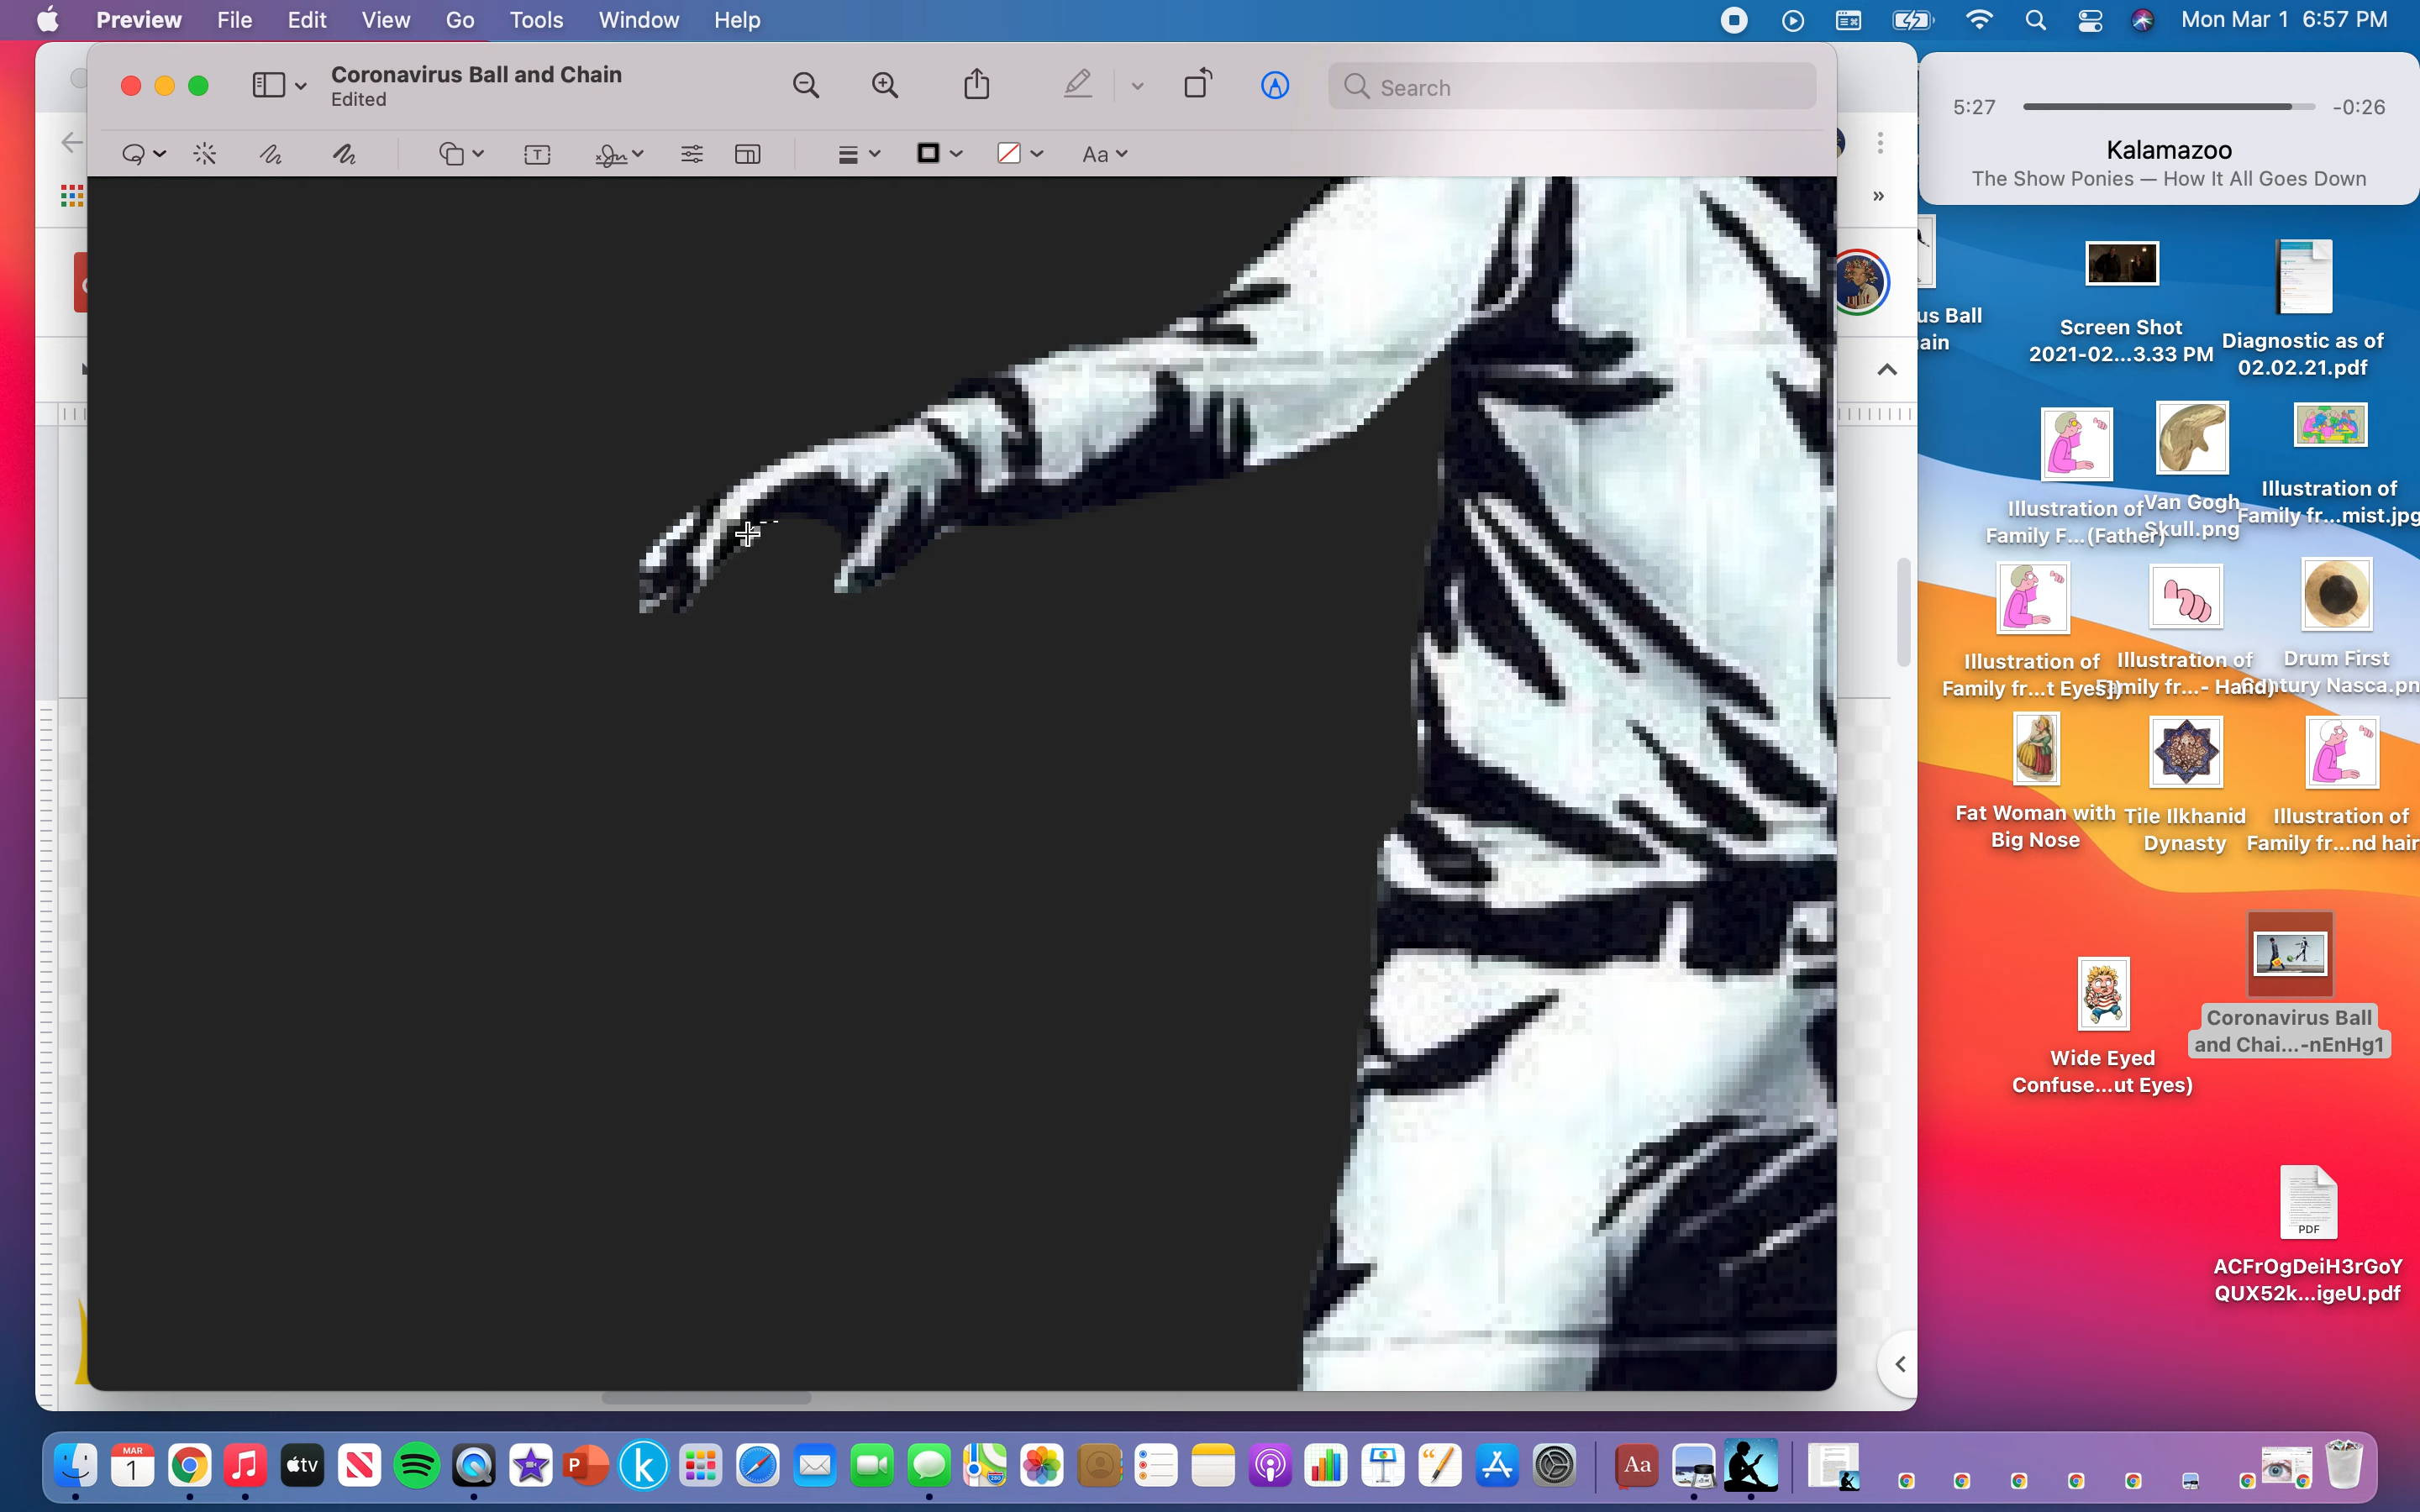 Preview File Edit View Go Tools Window Help Mon Mar 1 6:57 PM
Coronavirus Ball and Chain
Edited
Search
Aa
5:27 -0:26
Kalamazoo
The Show Ponies — How It All Goes Down
us Ball
ain
Screen Shot
2021-02...3.33 PM
Diagnostic as of
02.02.21.pdf
Illustration of
Family F...(Father)
Van Gogh
Skull.png
Illustration of
Family fr...mist.jpg
Illustration of
Family fr...t Eyes])
Illustration of
Family fr...- Hand)
Drum First
Century Nasca.pn
Fat Woman with
Big Nose
Tile Ilkhanid
Dynasty
Illustration of
Family fr...nd hair
Wide Eyed
Confuse...ut Eyes)
Coronavirus Ball
and Chai...-nEnHg1
PDF
ACFrOgDeiH3rGoY
QUX52k...igeU.pdf
MAR
1
tv
P
k
280
Aa